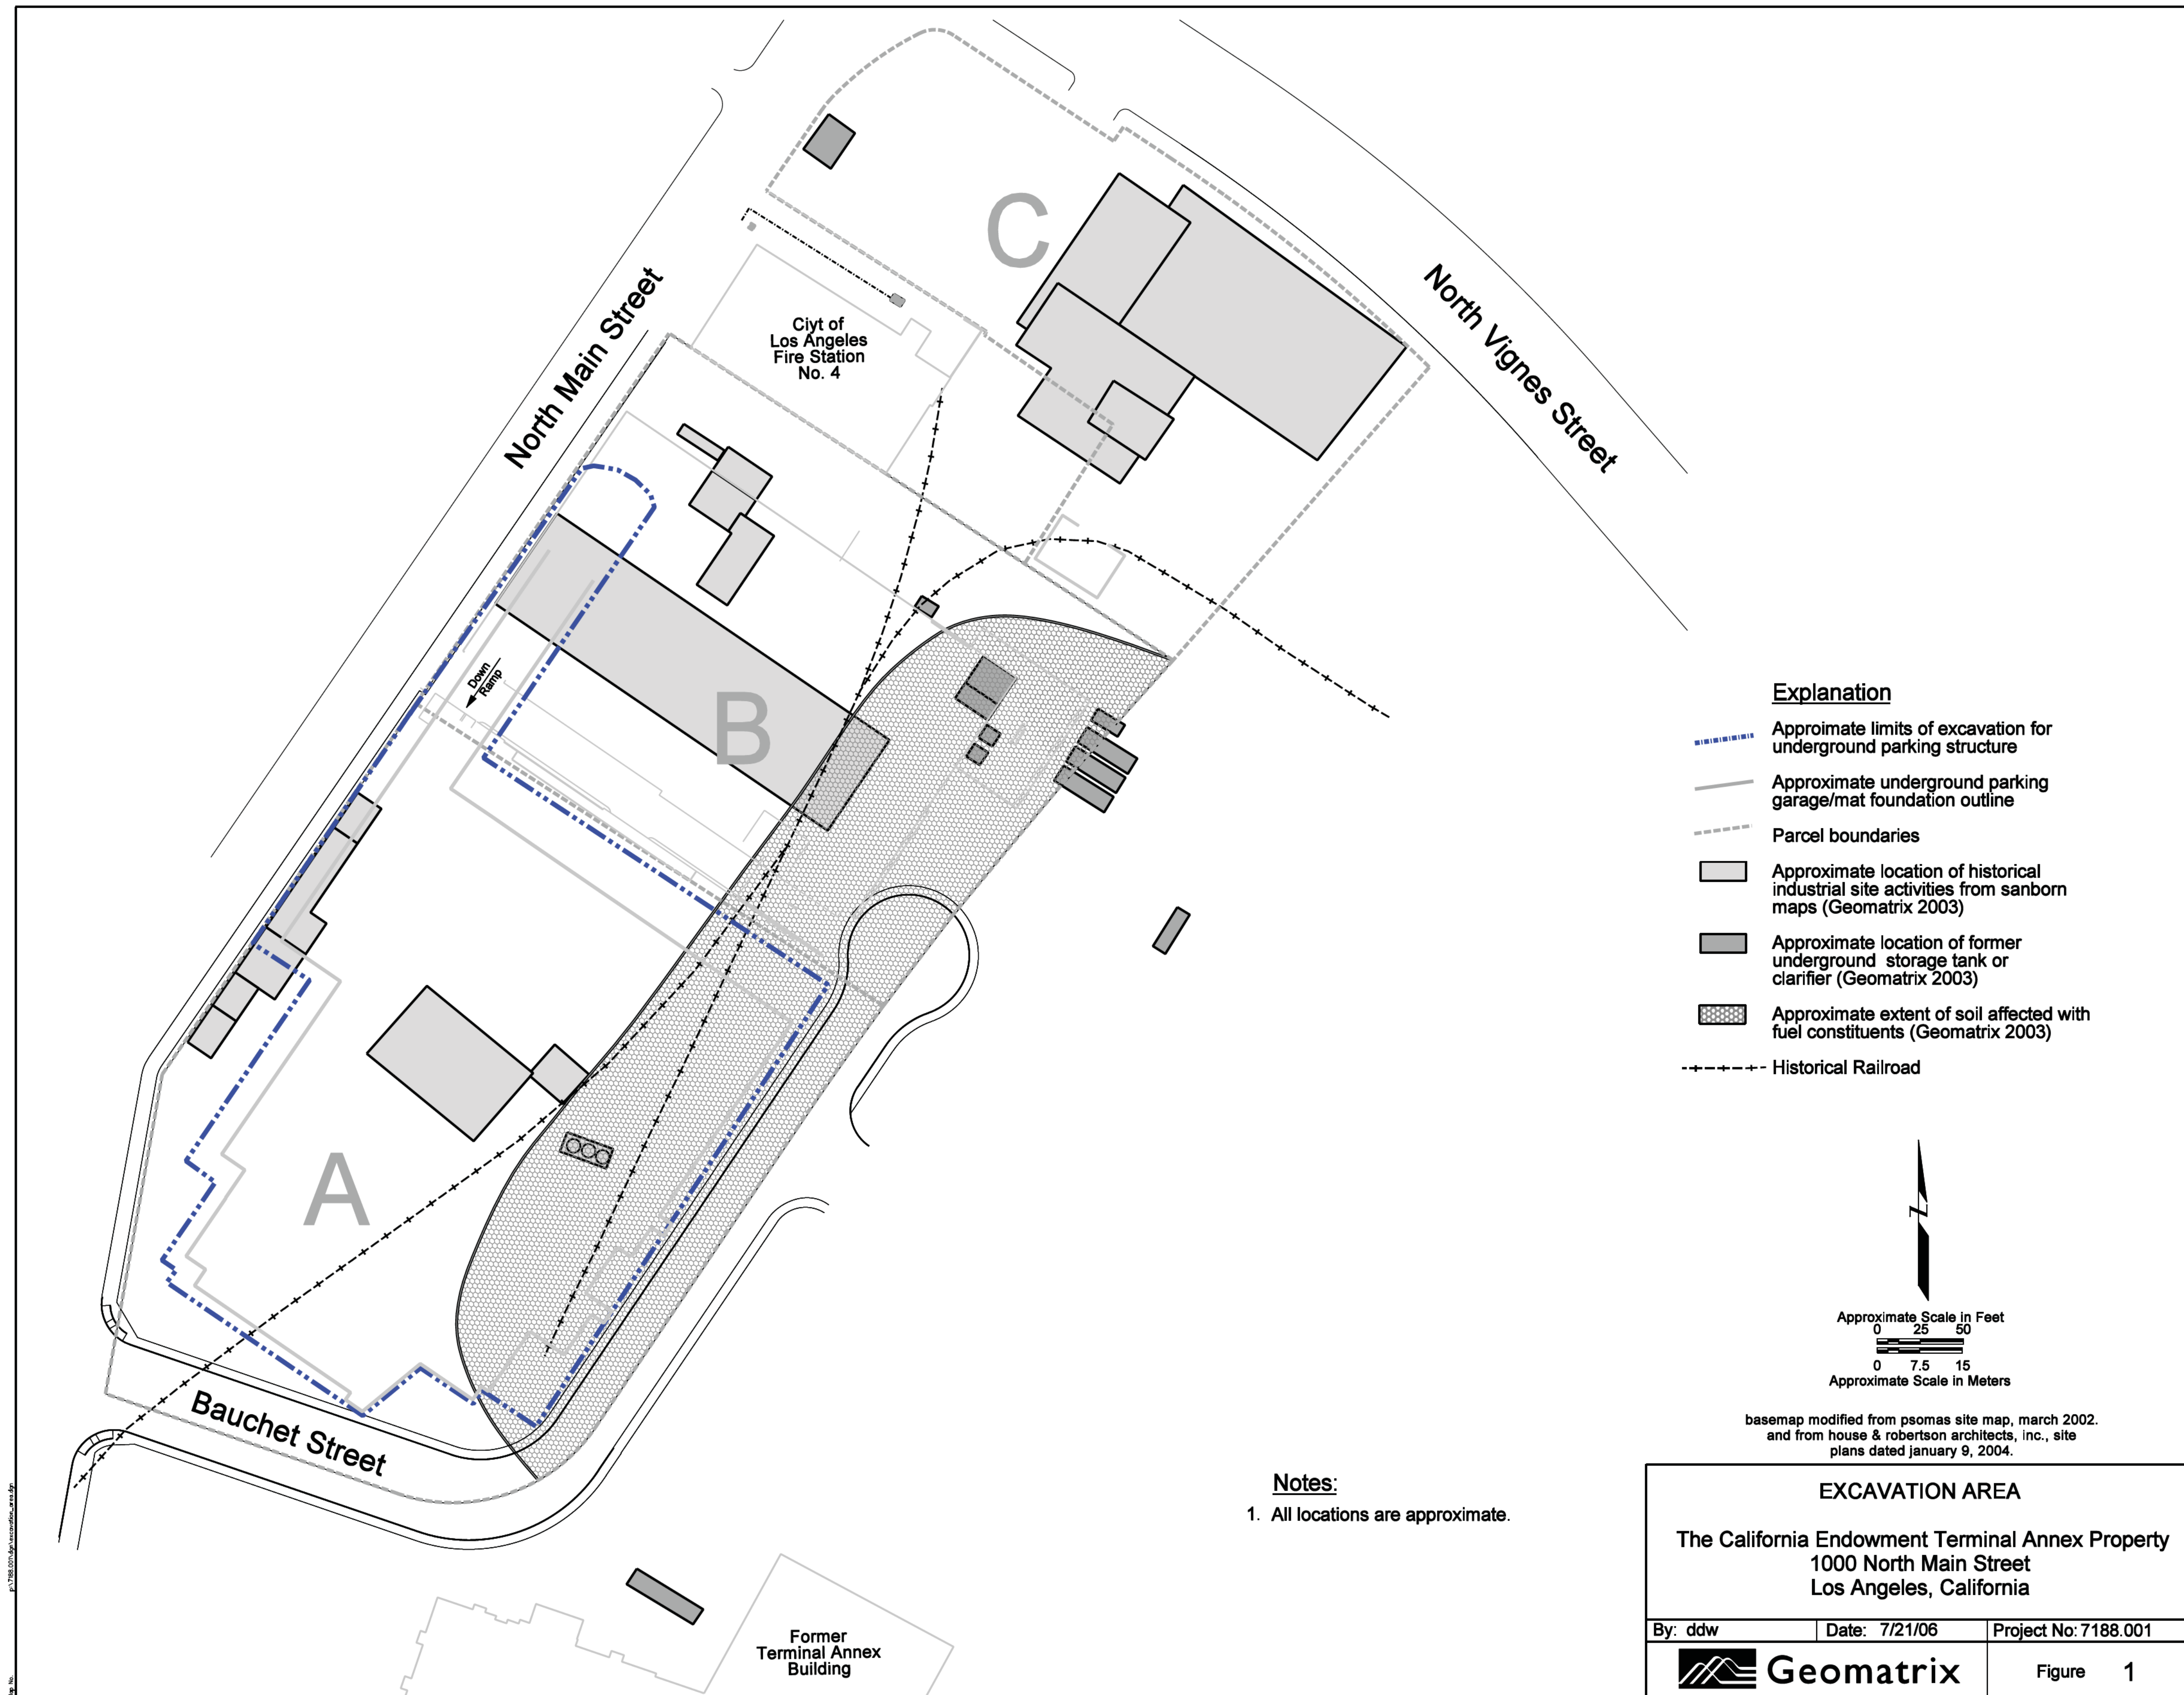 North Main Street
North Vignes Street
C
Ciyt of
Los Angeles
Fire Station
No. 4
Down
Ramp
B
A
Bauchet Street
Former
Terminal Annex
Building
Explanation
Approimate limits of excavation for
underground parking structure
Approximate underground parking
garage/mat foundation outline
Parcel boundaries
Approximate location of historical
industrial site activities from sanborn
maps (Geomatrix 2003)
Approximate location of former
underground storage tank or
clarifier (Geomatrix 2003)
Approximate extent of soil affected with
fuel constituents (Geomatrix 2003)
Historical Railroad
Z
Approximate Scale in Feet
0 25 50
0 7.5 15
Approximate Scale in Meters
basemap modified from psomas site map, march 2002.
and from house & robertson architects, inc., site
plans dated january 9, 2004.
Notes:
1. All locations are approximate.
EXCAVATION AREA
The California Endowment Terminal Annex Property
1000 North Main Street
Los Angeles, California
By: ddw Date: 7/21/06 Project No: 7188.001
Geomatrix Figure 1